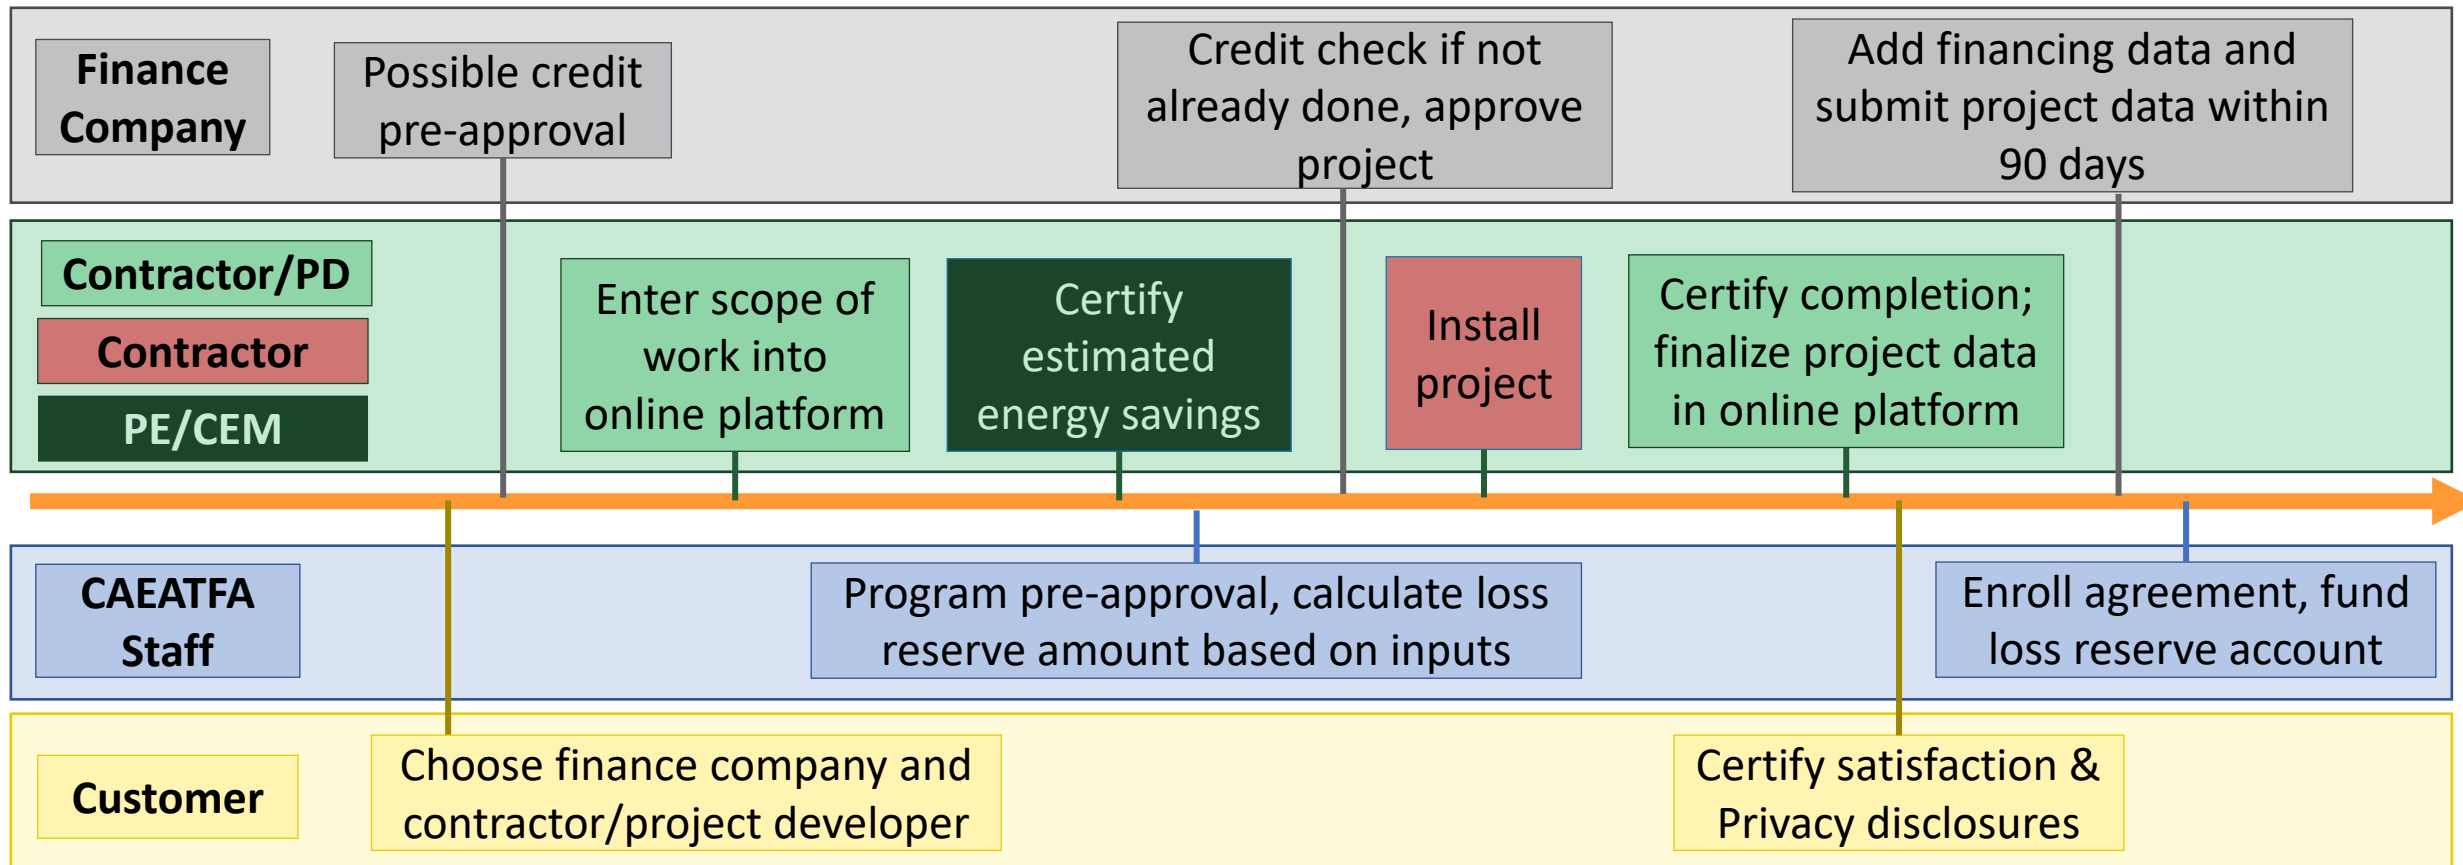 Finance
Company
Possible credit
pre-approval
Credit check if not
already done, approve
project
Add financing data and
submit project data within
90 days
Contractor/PD
Contractor
PE/CEM
Enter scope of
work into
online platform
Certify
estimated
energy savings
Install
project
Certify completion;
finalize project data
in online platform
CAEATFA
Staff
Program pre-approval, calculate loss
reserve amount based on inputs
Enroll agreement, fund
loss reserve account
Customer
Choose finance company and
contractor/project developer
Certify satisfaction &
Privacy disclosures